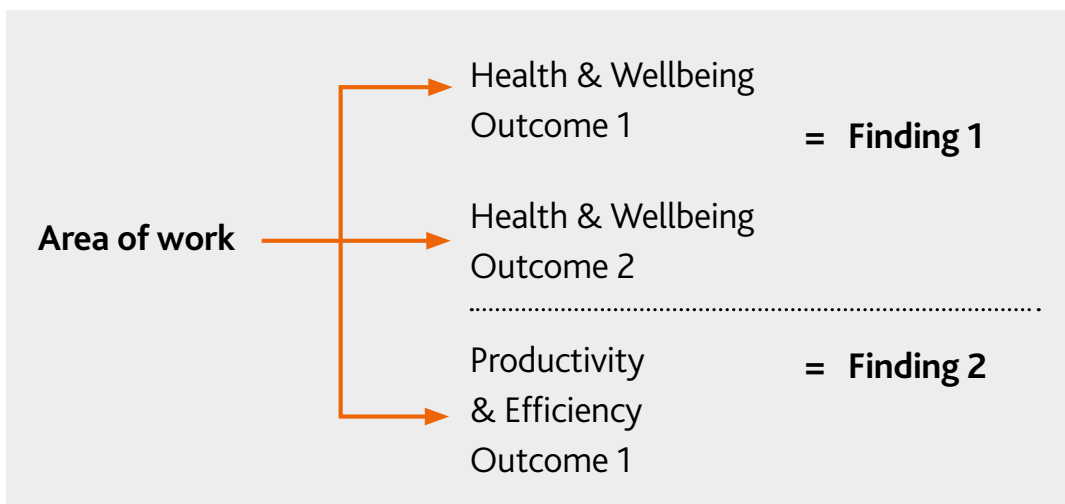 Health & Wellbeing
Outcome 1
= Finding 1
Area of work
Health & Wellbeing
Outcome 2
Productivity
& Efficiency
Outcome 1
= Finding 2